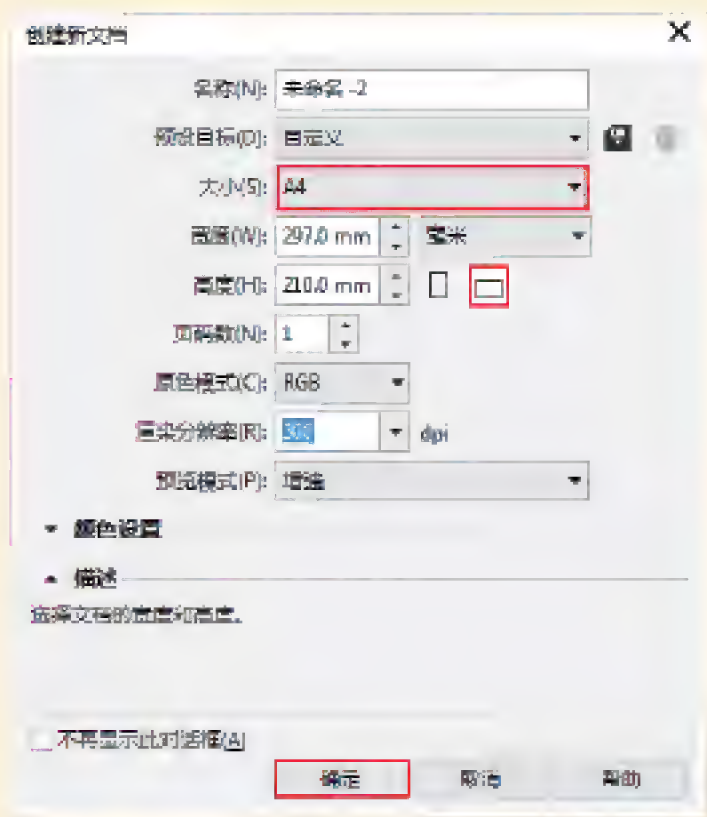 创建新文档
名称(N): 未命名 -2
预设目标(D): 自定义
大小(S): A4
宽度(W): 297.0 mm 毫米
高度(H): 210.0 mm
页码数(N): 1
原色模式(C): RGB
渲染分辨率(R): 300 dpi
预览模式(P): 增强
颜色设置
描述
选择文档的宽度和高度。
不再显示此对话框(A)
确定 取消 帮助